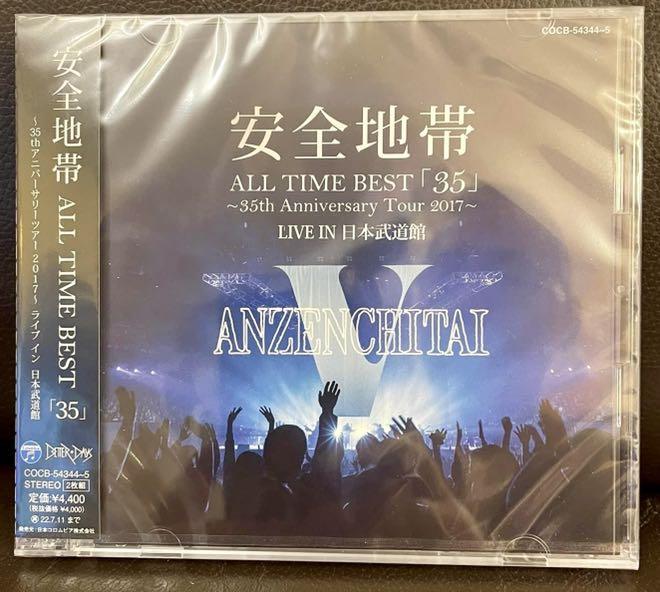 COCB-54344~5
安全地帯
ALL TIME BEST「35」
~35th Anniversary Tour 2017~
LIVE IN 日本武道館
V
ANZENCHITAI
安全地帯 ALL TIME BEST「35」
~35thアニバーサリーツアー2017~ ライブ イン 日本武道館
BETTER DAYS
COCB-54344~5
STEREO 2枚組
定価:¥4,400
(税抜価格 ¥4,000)
22.7.11 まで
発売元:日本コロムビア株式会社